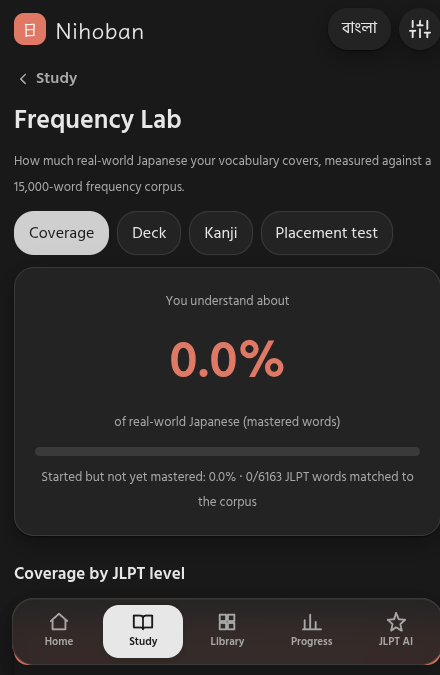 日 Nihoban
বাংলা
Study
Frequency Lab
How much real-world Japanese your vocabulary covers, measured against a
15,000-word frequency corpus.
Coverage Deck Kanji Placement test
You understand about
0.0%
of real-world Japanese (mastered words)
Started but not yet mastered: 0.0% · 0/6163 JLPT words matched to
the corpus
Coverage by JLPT level
Home Study Library Progress JLPT AI